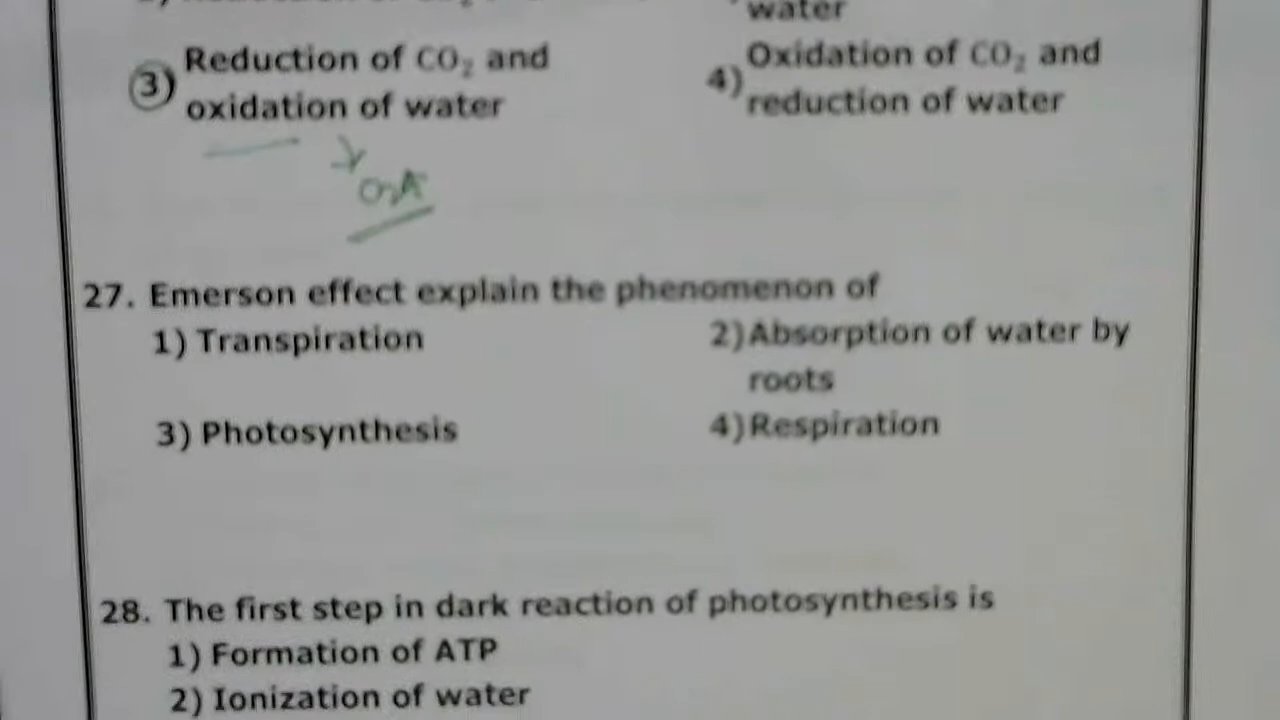 water
3) Reduction of CO₂ and
oxidation of water
4) Oxidation of CO₂ and
reduction of water
27. Emerson effect explain the phenomenon of
1) Transpiration
2) Absorption of water by
roots
3) Photosynthesis
4) Respiration
28. The first step in dark reaction of photosynthesis is
1) Formation of ATP
2) Ionization of water